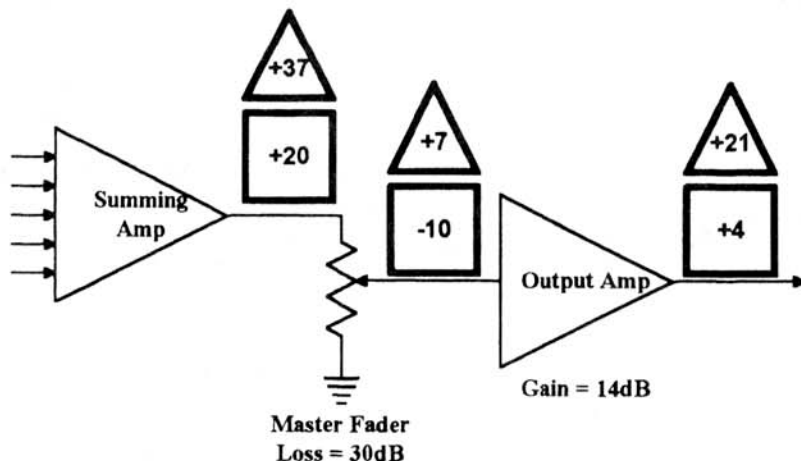 +37
+20
Summing
Amp
+7
-10
+21
+4
Output Amp
Gain = 14dB
Master Fader
Loss = 30dB